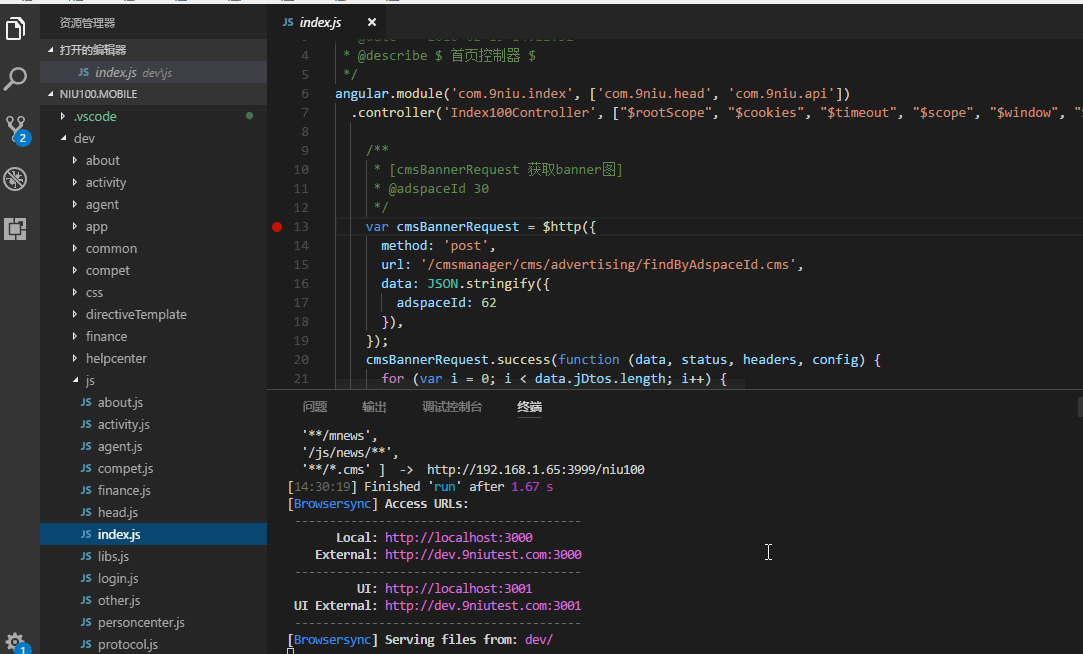 资源管理器
打开的编辑器
JS index.js dev\js
NIU100.MOBILE
.vscode
dev
about
activity
agent
app
common
compet
css
directiveTemplate
finance
helpcenter
js
JS about.js
JS activity.js
JS agent.js
JS compet.js
JS finance.js
JS head.js
JS index.js
JS libs.js
JS login.js
JS other.js
JS personcenter.js
JS protocol.js
2
1
JS index.js ×
4 * @describe $ 首页控制器 $
5 */
6 angular.module('com.9niu.index', ['com.9niu.head', 'com.9niu.api'])
7 .controller('Index100Controller', ["$rootScope", "$cookies", "$timeout", "$scope", "$window",
8
9 /**
10 * [cmsBannerRequest 获取banner图]
11 * @adspaceId 30
12 */
13 var cmsBannerRequest = $http({
14 method: 'post',
15 url: '/cmsmanager/cms/advertising/findByAdspaceId.cms',
16 data: JSON.stringify({
17 adspaceId: 62
18 }),
19 });
20 cmsBannerRequest.success(function (data, status, headers, config) {
21 for (var i = 0; i < data.jDtos.length; i++) {
问题 输出 调试控制台 终端
'**/mnews',
'/js/news/**',
'**/*.cms' ] -> http://192.168.1.65:3999/niu100
[14:30:19] Finished 'run' after 1.67 s
[Browsersync] Access URLs:
--------------------------------------
Local: http://localhost:3000
External: http://dev.9niutest.com:3000
--------------------------------------
UI: http://localhost:3001
UI External: http://dev.9niutest.com:3001
--------------------------------------
[Browsersync] Serving files from: dev/